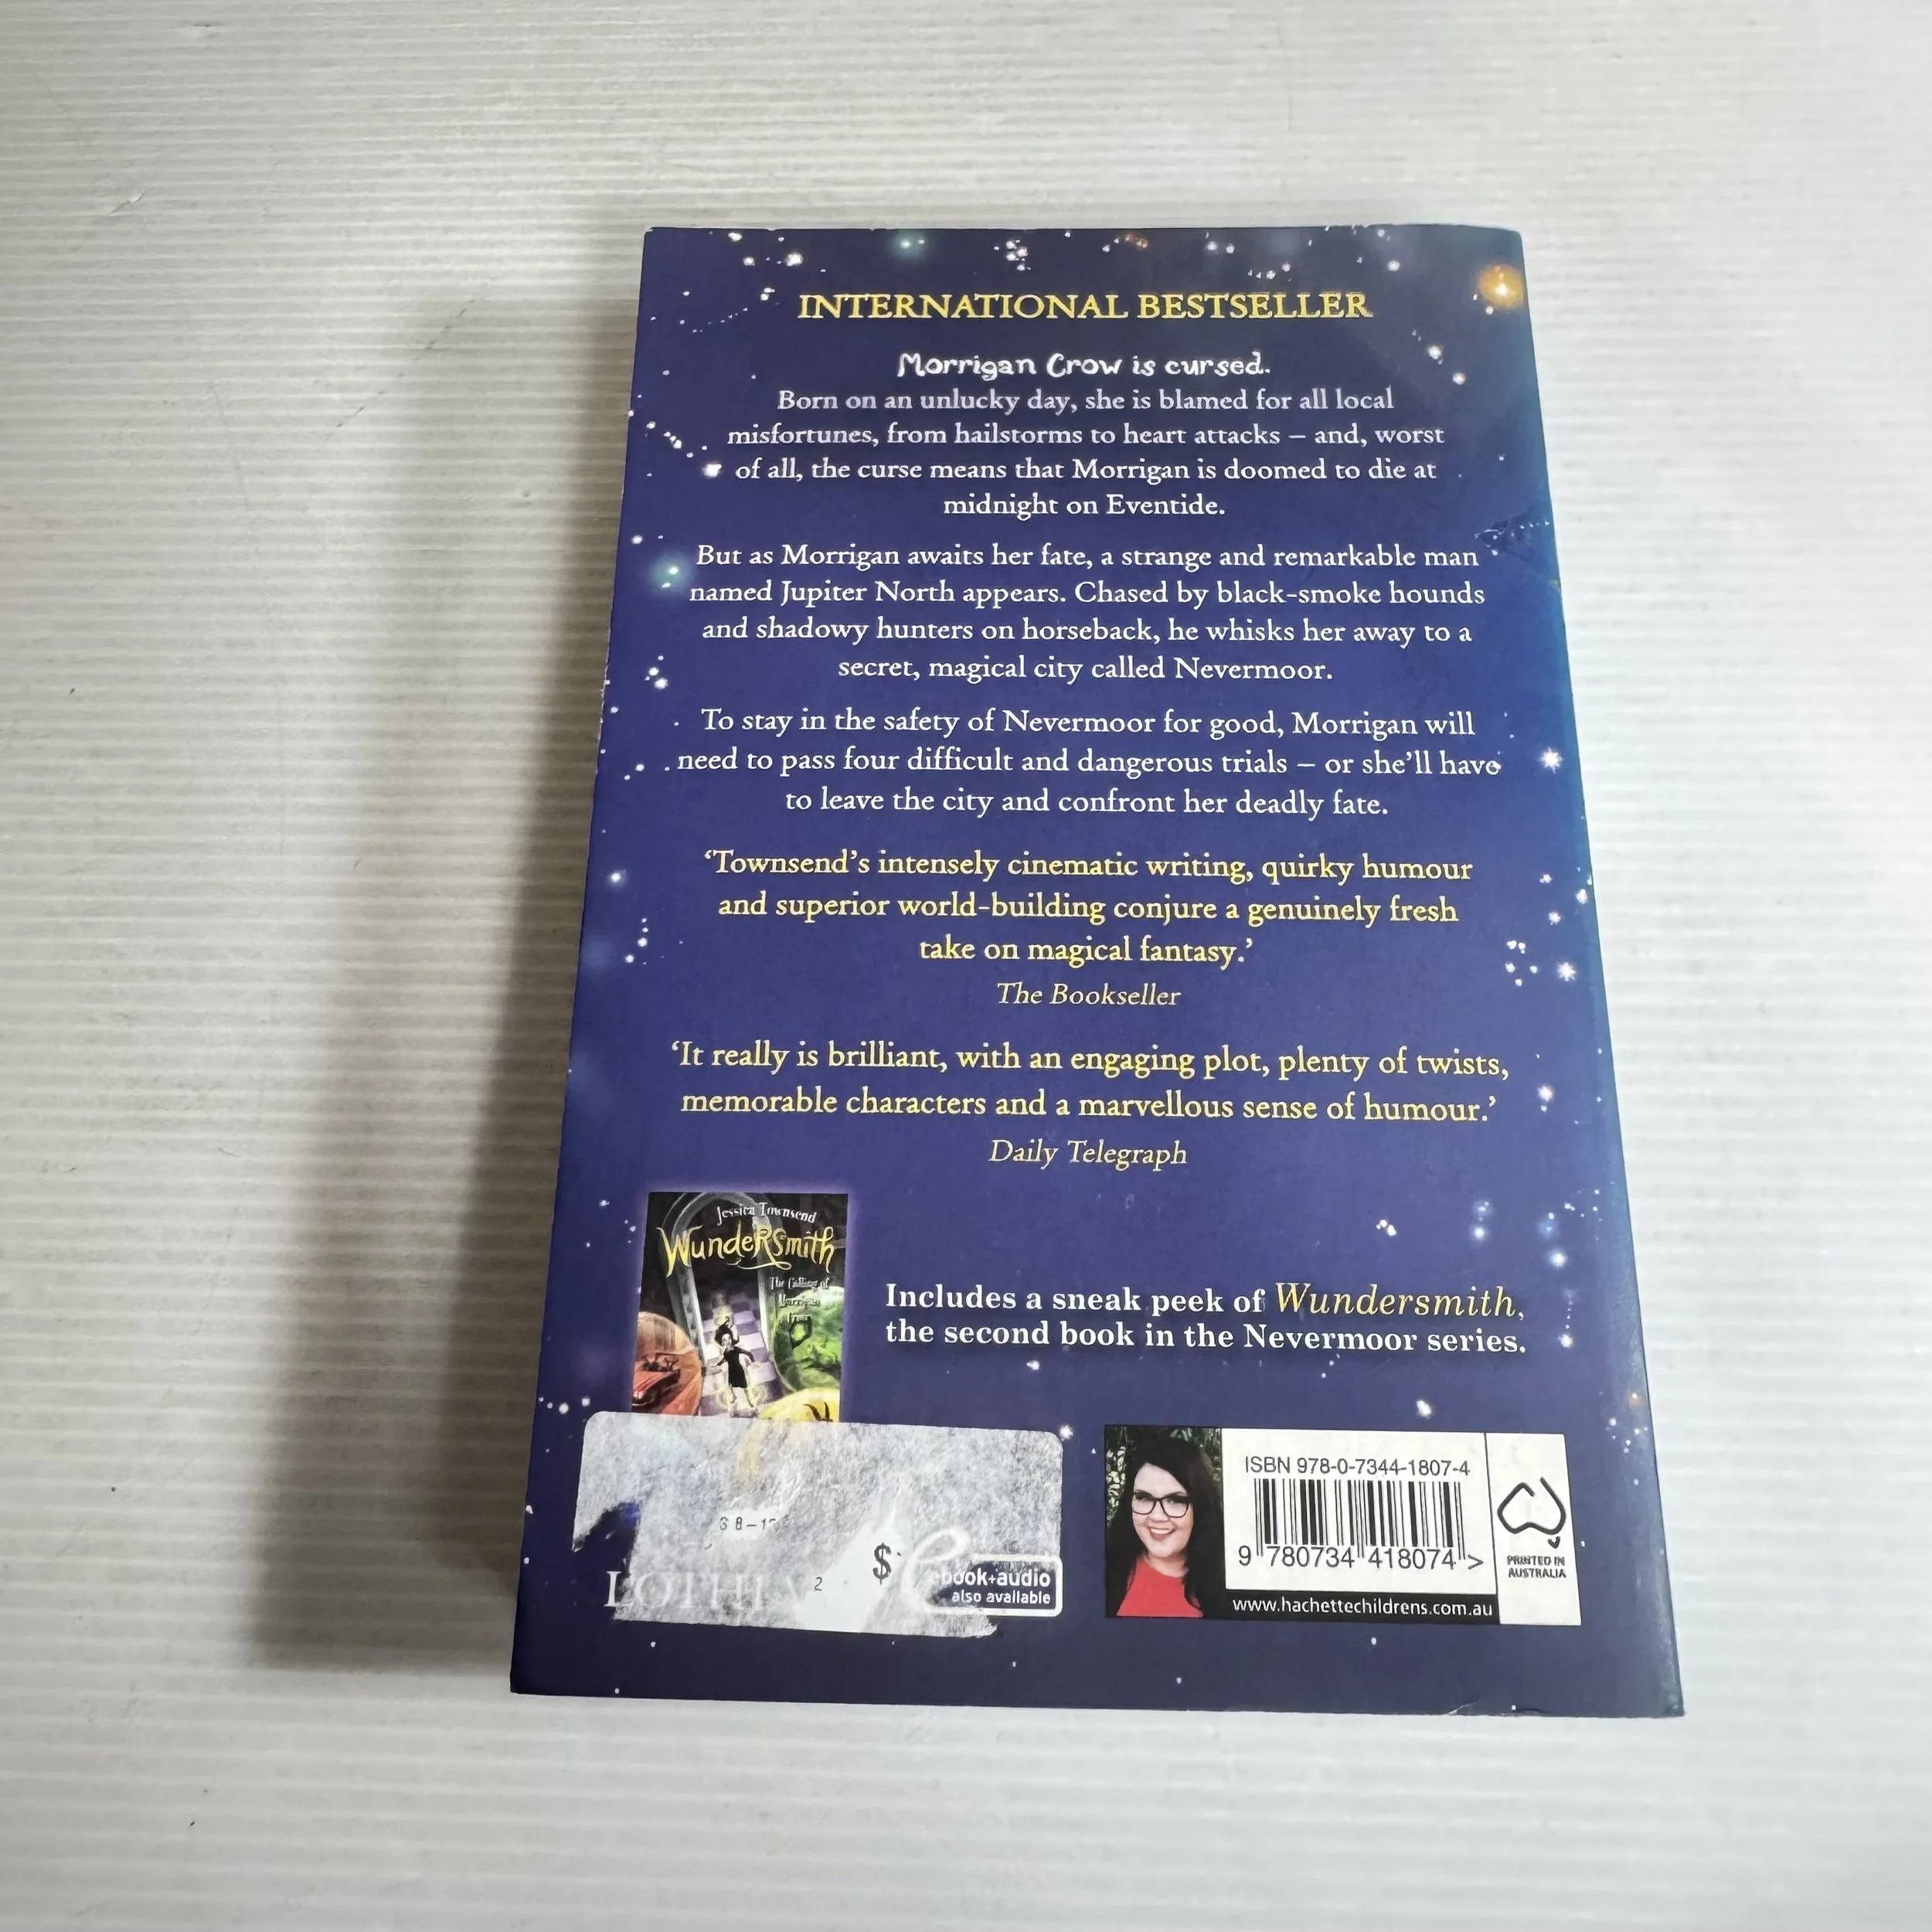 INTERNATIONAL BESTSELLER
Morrigan Crow is cursed.
Born on an unlucky day, she is blamed for all local
misfortunes, from hailstorms to heart attacks – and, worst
of all, the curse means that Morrigan is doomed to die at
midnight on Eventide.
But as Morrigan awaits her fate, a strange and remarkable man
named Jupiter North appears. Chased by black-smoke hounds
and shadowy hunters on horseback, he whisks her away to a
secret, magical city called Nevermoor.
To stay in the safety of Nevermoor for good, Morrigan will
need to pass four difficult and dangerous trials – or she'll have
to leave the city and confront her deadly fate.
‘Townsend’s intensely cinematic writing, quirky humour
and superior world-building conjure a genuinely fresh
take on magical fantasy.’
The Bookseller
‘It really is brilliant, with an engaging plot, plenty of twists,
memorable characters and a marvellous sense of humour.’
Daily Telegraph
Jessica Townsend
Wundersmith
The Calling of
Morrigan
Crow
Includes a sneak peek of Wundersmith,
the second book in the Nevermoor series.
$
2
ebook+audio
also available
ISBN 978-0-7344-1807-4
9 780734 418074 >
www.hachettechildrens.com.au
PRINTED IN
AUSTRALIA